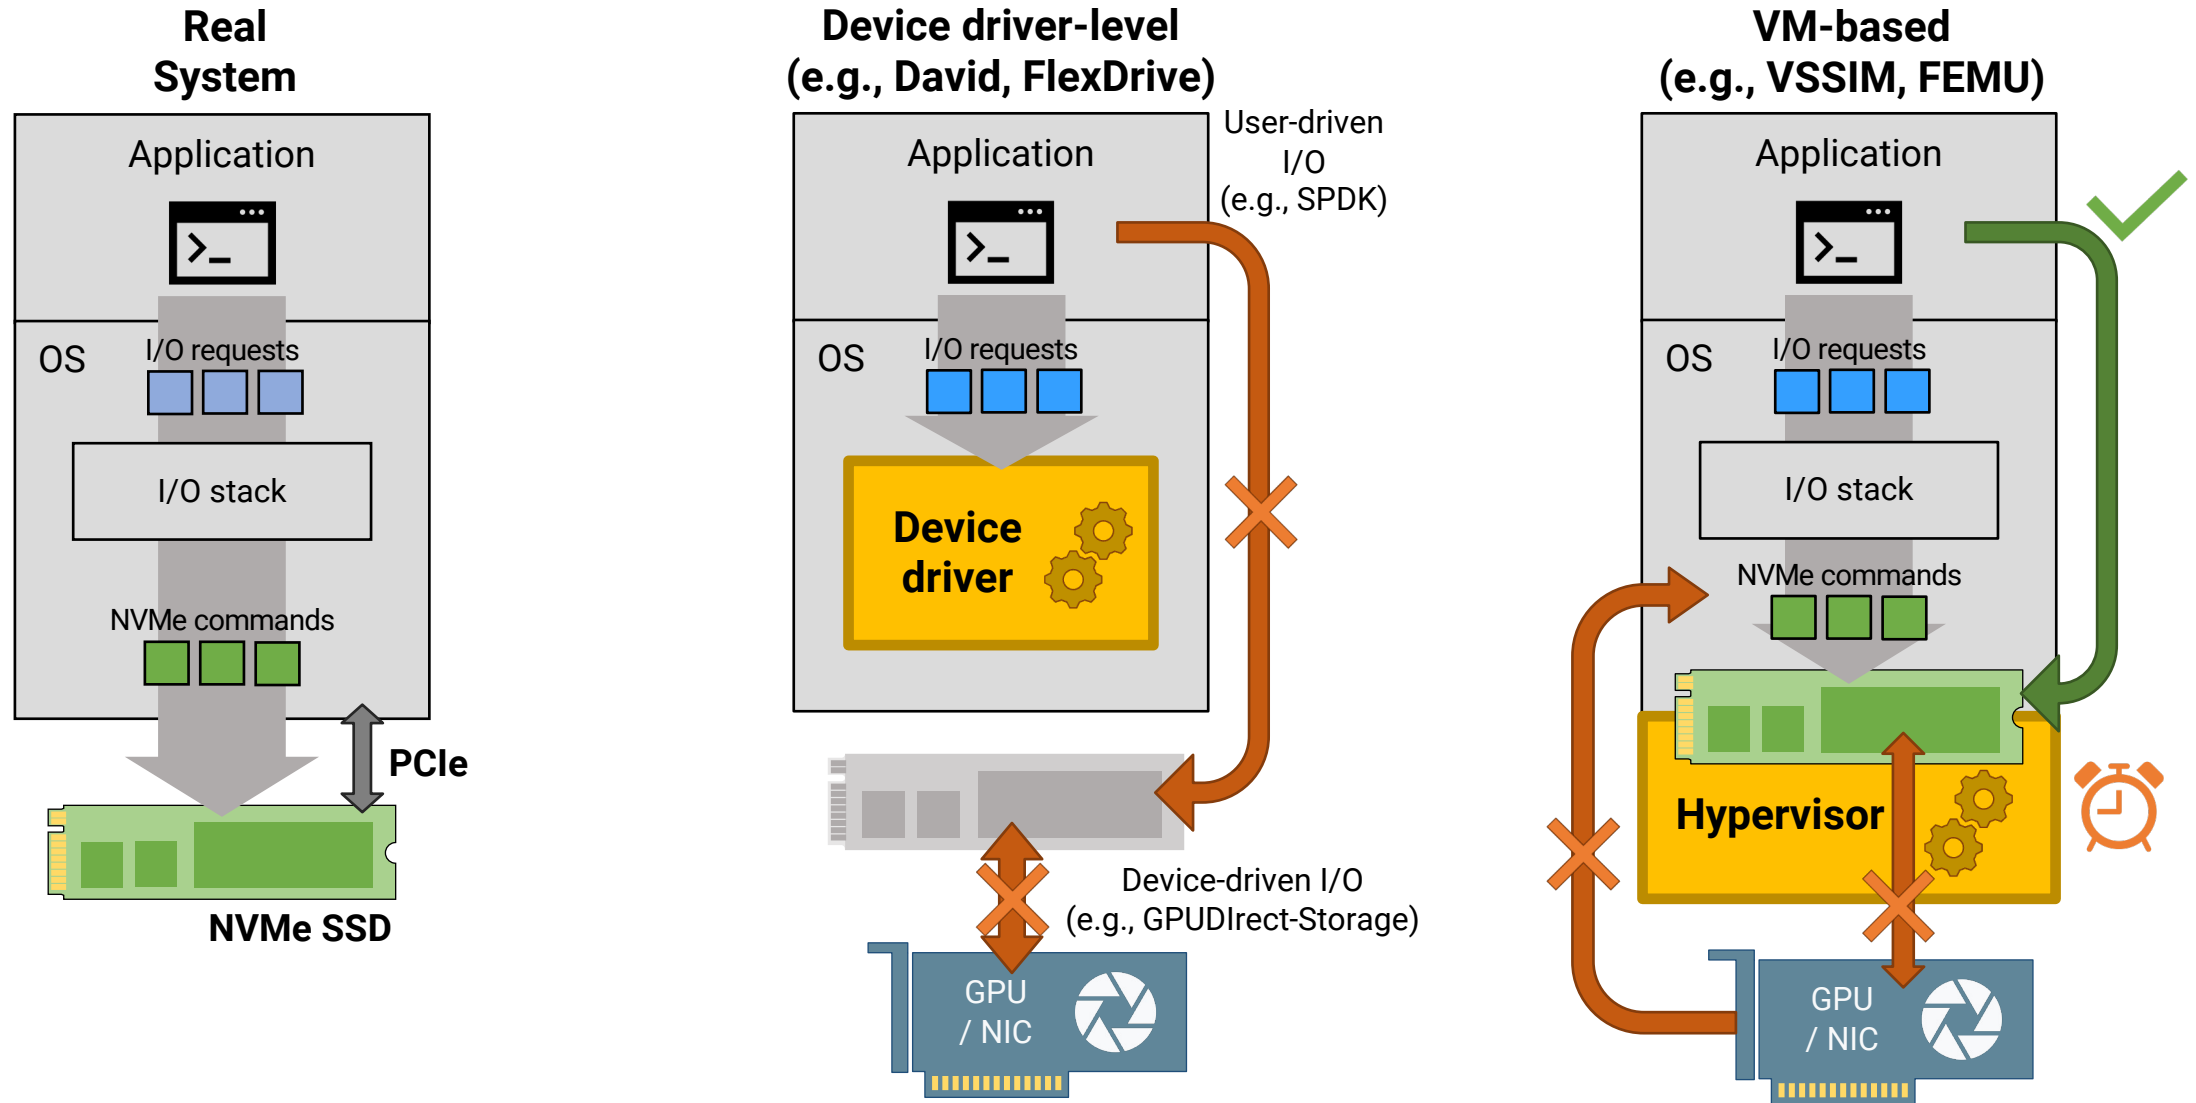 Real
System
Application
OS
I/O requests
I/O stack
NVMe commands
PCIe
NVMe SSD
Device driver-level
(e.g., David, FlexDrive)
User-driven
I/O
(e.g., SPDK)
Application
OS
I/O requests
Device
driver
Device-driven I/O
(e.g., GPUDIrect-Storage)
GPU
/ NIC
VM-based
(e.g., VSSIM, FEMU)
Application
OS
I/O requests
I/O stack
NVMe commands
Hypervisor
GPU
/ NIC